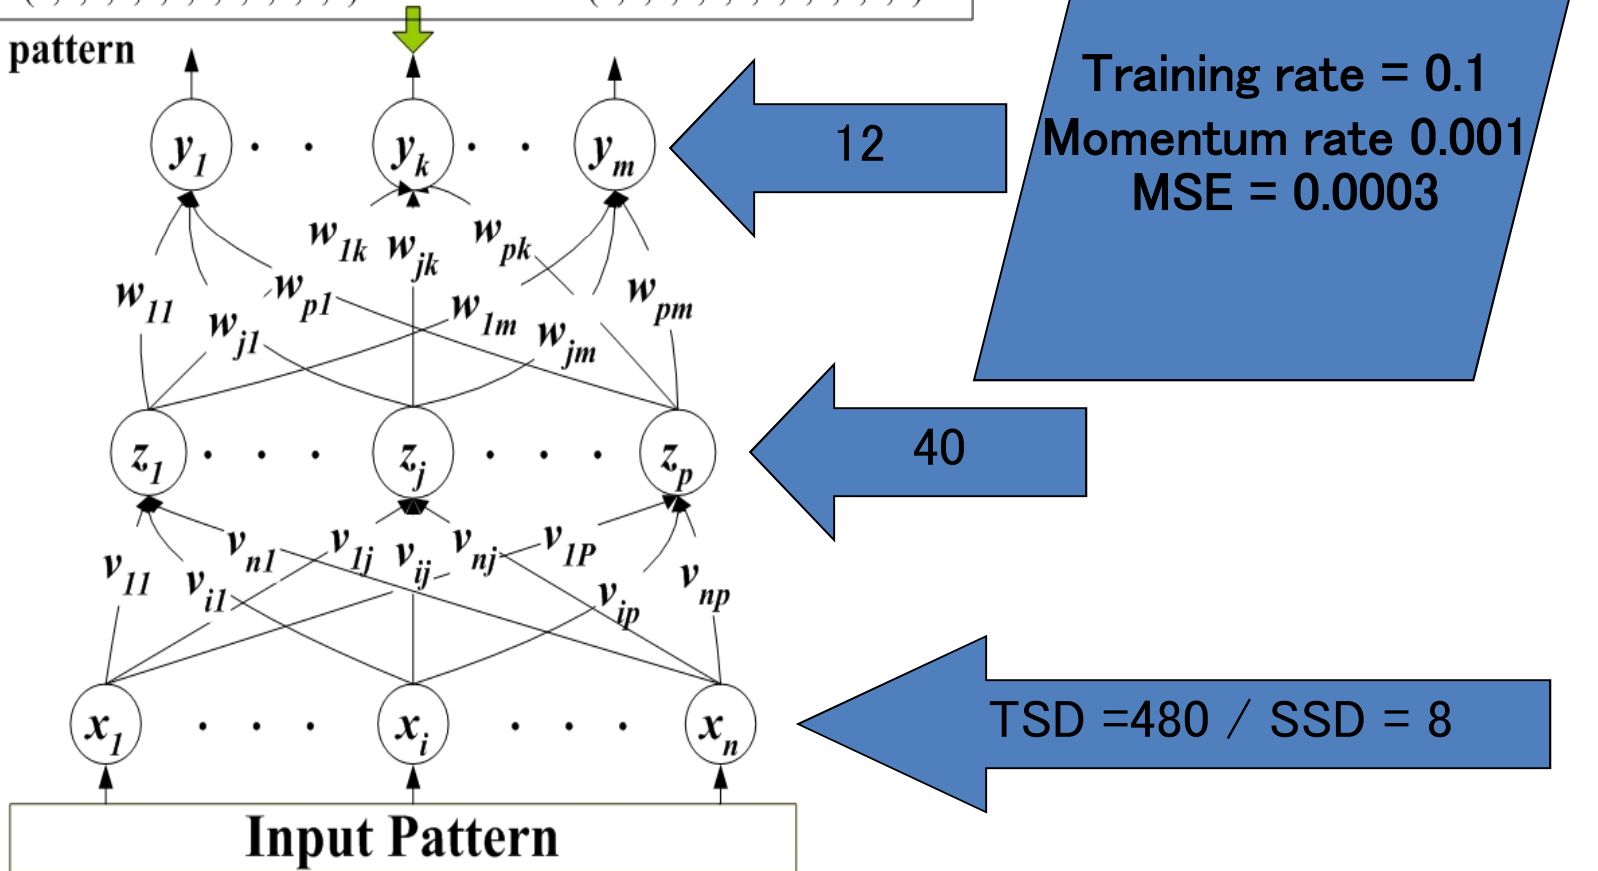 pattern
Training rate = 0.1
Momentum rate 0.001
MSE = 0.0003
y1 . . yk . . ym
12
w1k wjk wpk
w11 wj1 wp1 w1m wjm wpm
z1 . . . zj . . . zp
40
v11 vi1 vn1 v1j vij vnj v1P vip vnp
x1 . . . xi . . . xn
TSD =480 / SSD = 8
Input Pattern